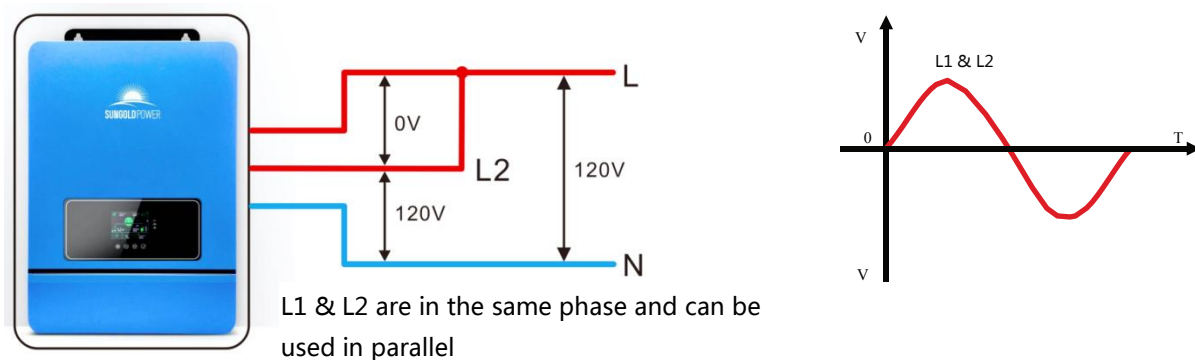 SUNGOLDPOWER
0V
L
L2
120V
120V
N
L1 & L2 are in the same phase and can be
used in parallel
V
L1 & L2
0
T
V